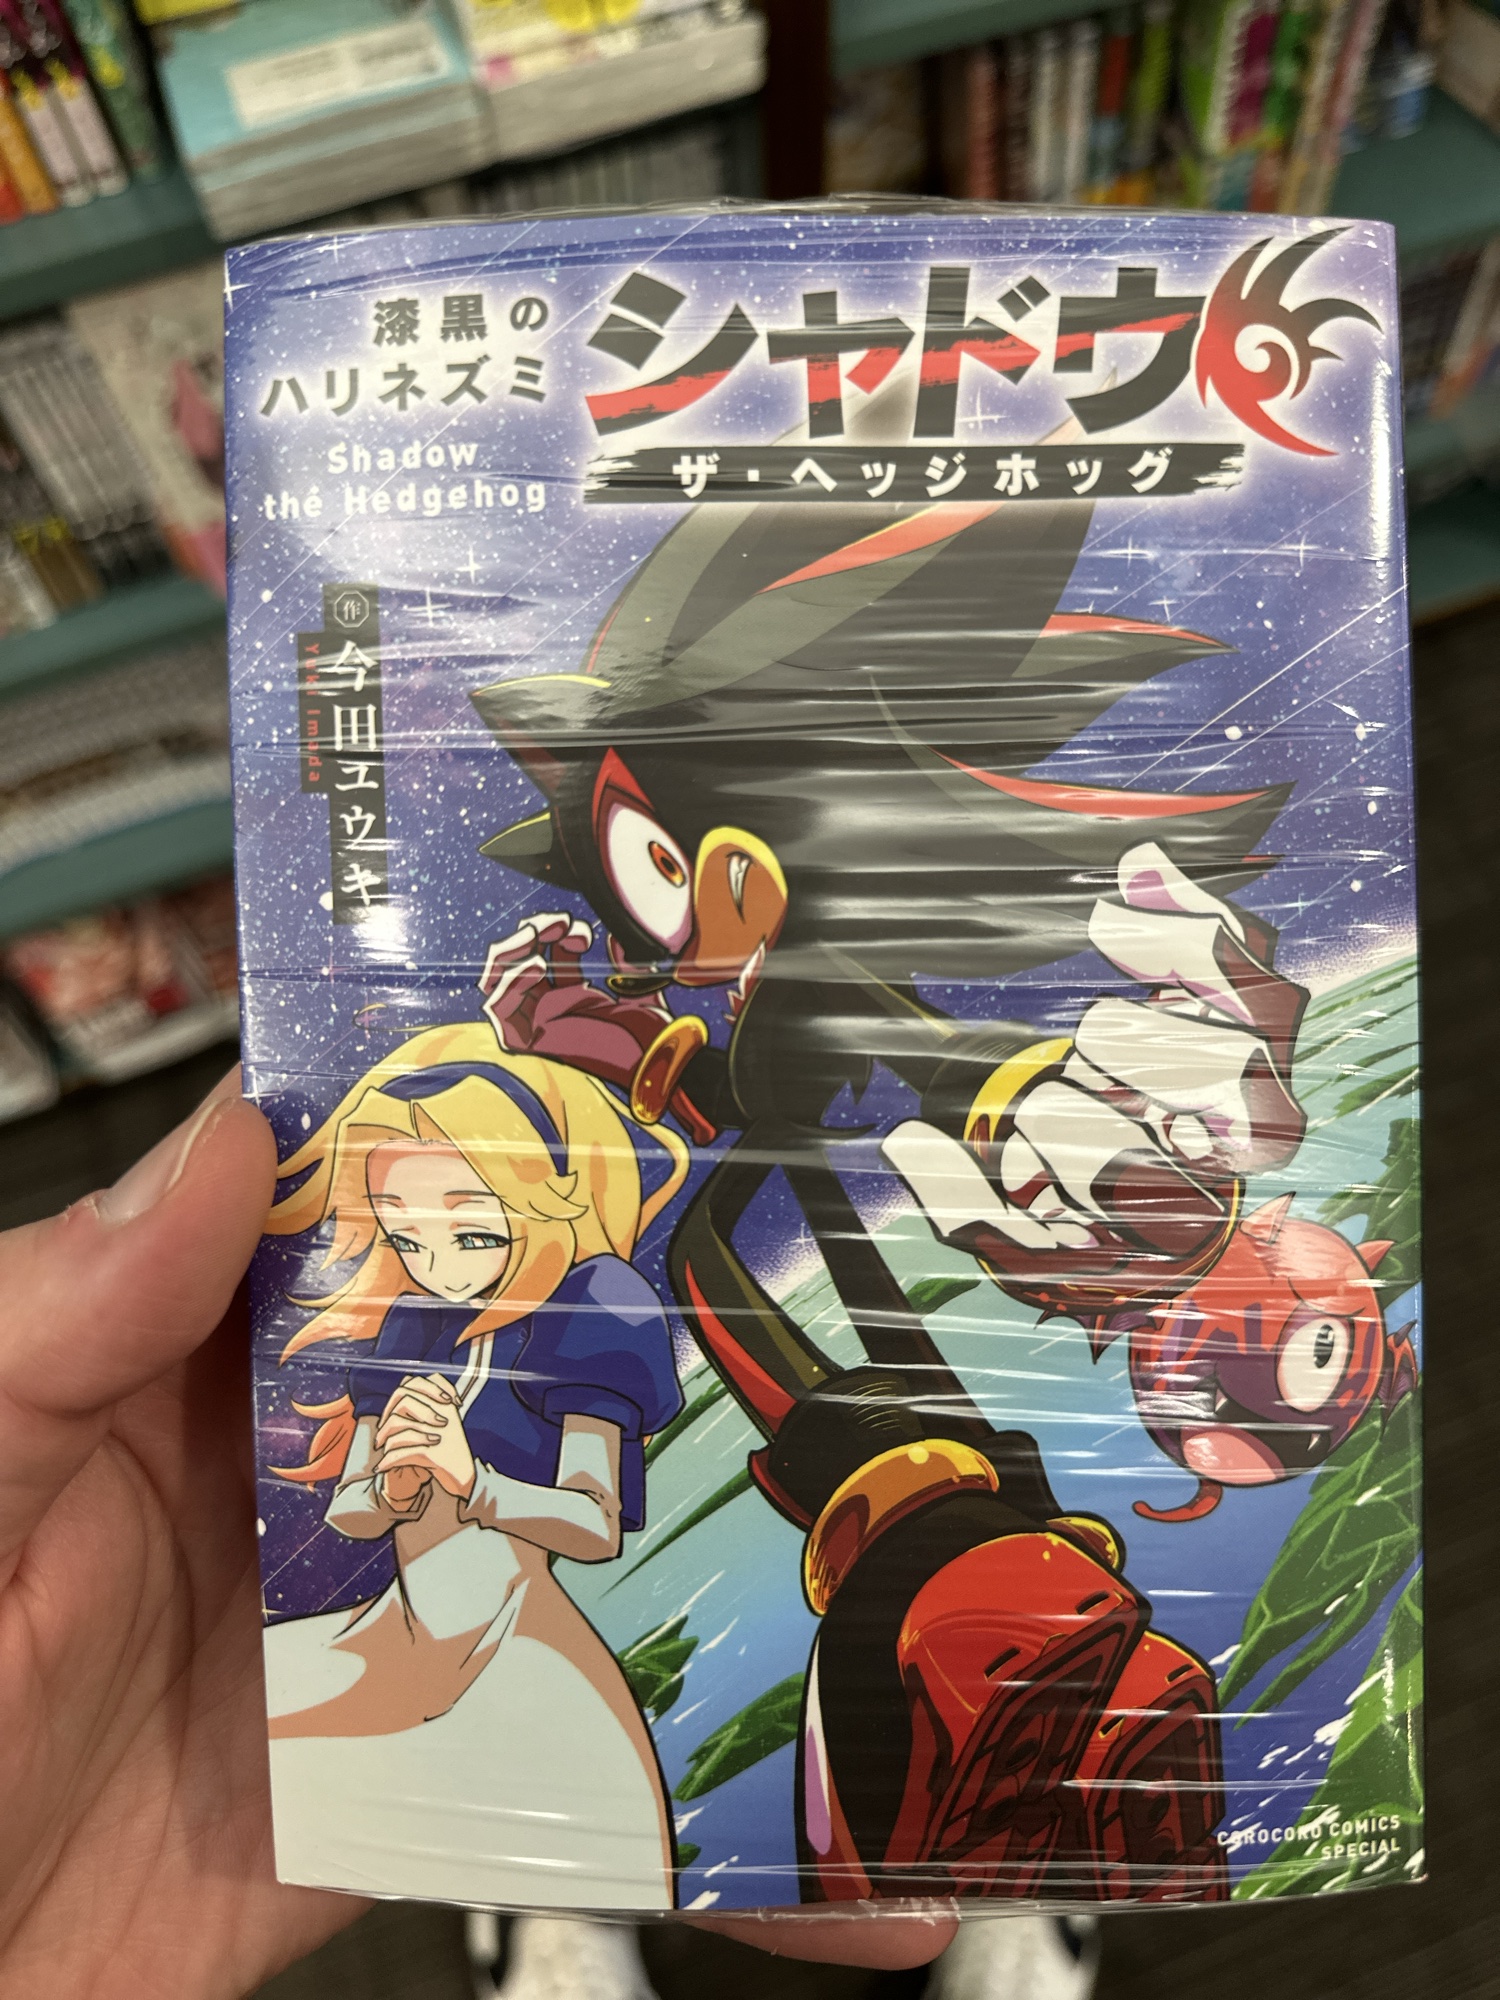 漆黒の
ハリネズミ
Shadow
the Hedgehog
シャドウ
ザ・ヘッジホッグ
作
今田ユウキ
Yuki Imada
COROCORO COMICS
SPECIAL